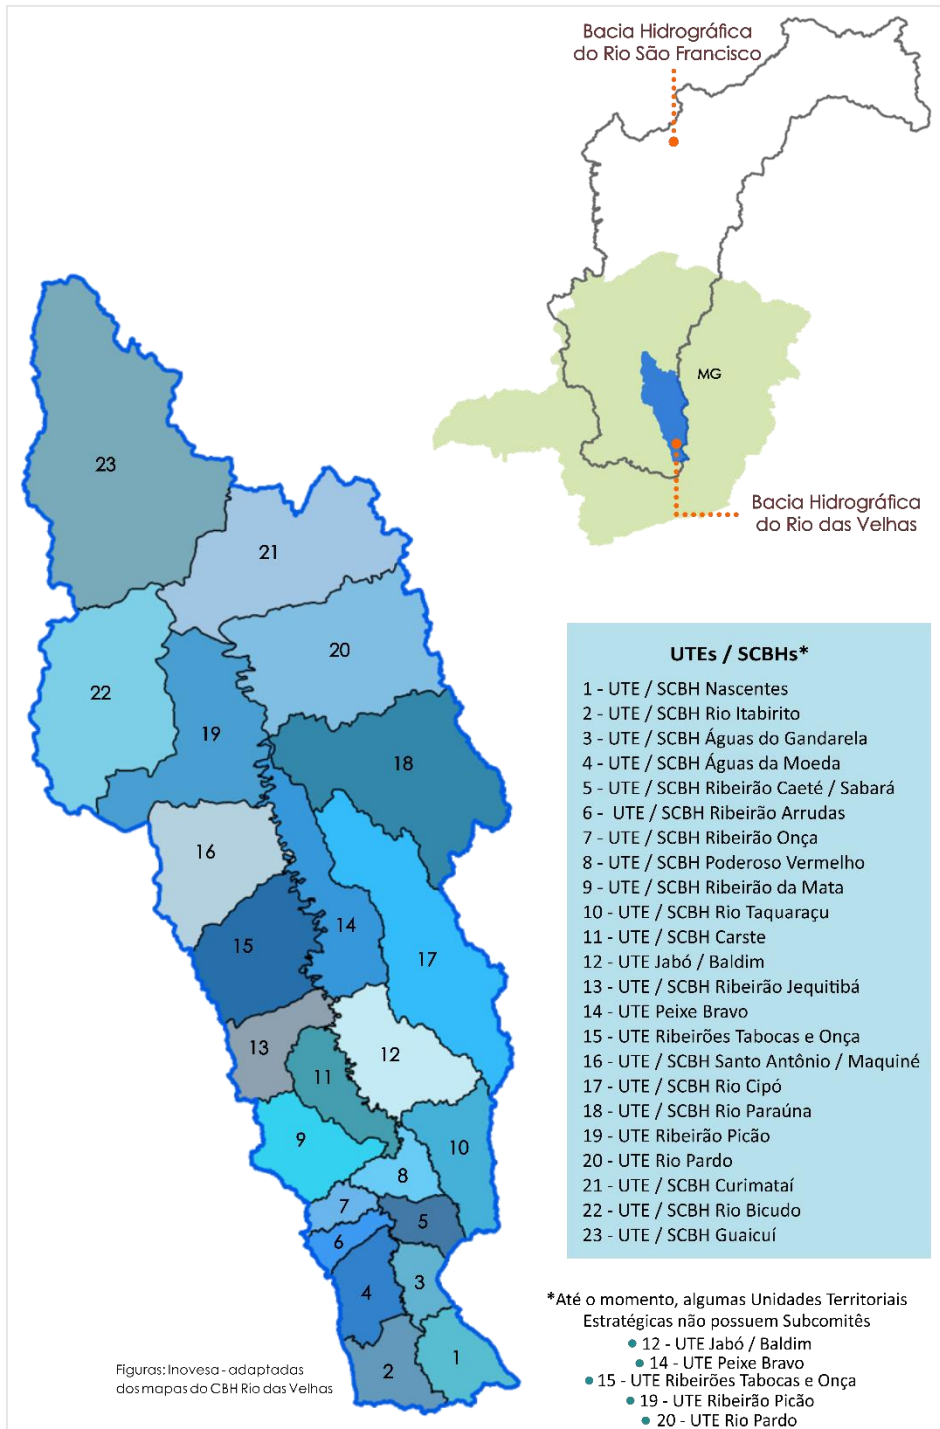 Bacia Hidrográfica
do Rio São Francisco
MG
Bacia Hidrográfica
do Rio das Velhas
23
21
20
22
19
18
16
14
15
17
13
12
11
9
10
8
7
5
6
3
4
1
2
UTEs / SCBHs*
1 - UTE / SCBH Nascentes
2 - UTE / SCBH Rio Itabirito
3 - UTE / SCBH Águas do Gandarela
4 - UTE / SCBH Águas da Moeda
5 - UTE / SCBH Ribeirão Caeté / Sabará
6 - UTE / SCBH Ribeirão Arrudas
7 - UTE / SCBH Ribeirão Onça
8 - UTE / SCBH Poderoso Vermelho
9 - UTE / SCBH Ribeirão da Mata
10 - UTE / SCBH Rio Taquaraçu
11 - UTE / SCBH Carste
12 - UTE Jabó / Baldim
13 - UTE / SCBH Ribeirão Jequitibá
14 - UTE Peixe Bravo
15 - UTE Ribeirões Tabocas e Onça
16 - UTE / SCBH Santo Antônio / Maquiné
17 - UTE / SCBH Rio Cipó
18 - UTE / SCBH Rio Paraúna
19 - UTE Ribeirão Picão
20 - UTE Rio Pardo
21 - UTE / SCBH Curimataí
22 - UTE / SCBH Rio Bicudo
23 - UTE / SCBH Guaicuí
*Até o momento, algumas Unidades Territoriais
Estratégicas não possuem Subcomitês
12 - UTE Jabó / Baldim
14 - UTE Peixe Bravo
15 - UTE Ribeirões Tabocas e Onça
19 - UTE Ribeirão Picão
20 - UTE Rio Pardo
Figuras: Inovesa - adaptadas
dos mapas do CBH Rio das Velhas